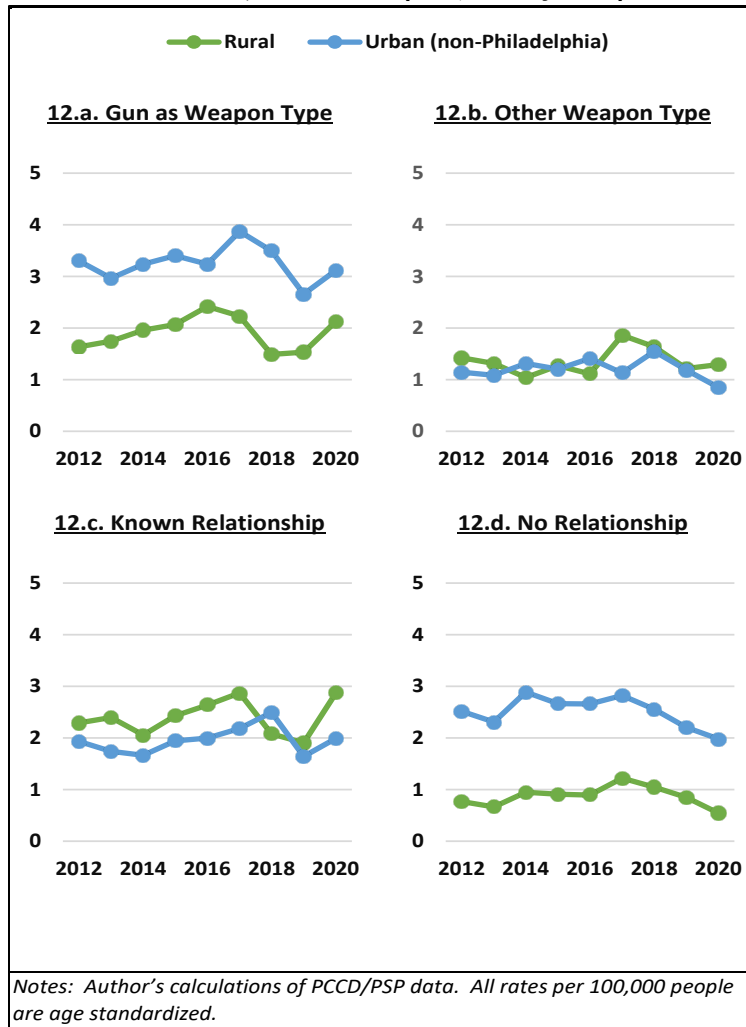 Rural Urban (non-Philadelphia)
12.a. Gun as Weapon Type 12.b. Other Weapon Type
5
4
3
2
1
0
2012 2014 2016 2018 2020
5
4
3
2
1
0
2012 2014 2016 2018 2020
12.c. Known Relationship 12.d. No Relationship
5
4
3
2
1
0
2012 2014 2016 2018 2020
5
4
3
2
1
0
2012 2014 2016 2018 2020
Notes: Author's calculations of PCCD/PSP data. All rates per 100,000 people
are age standardized.